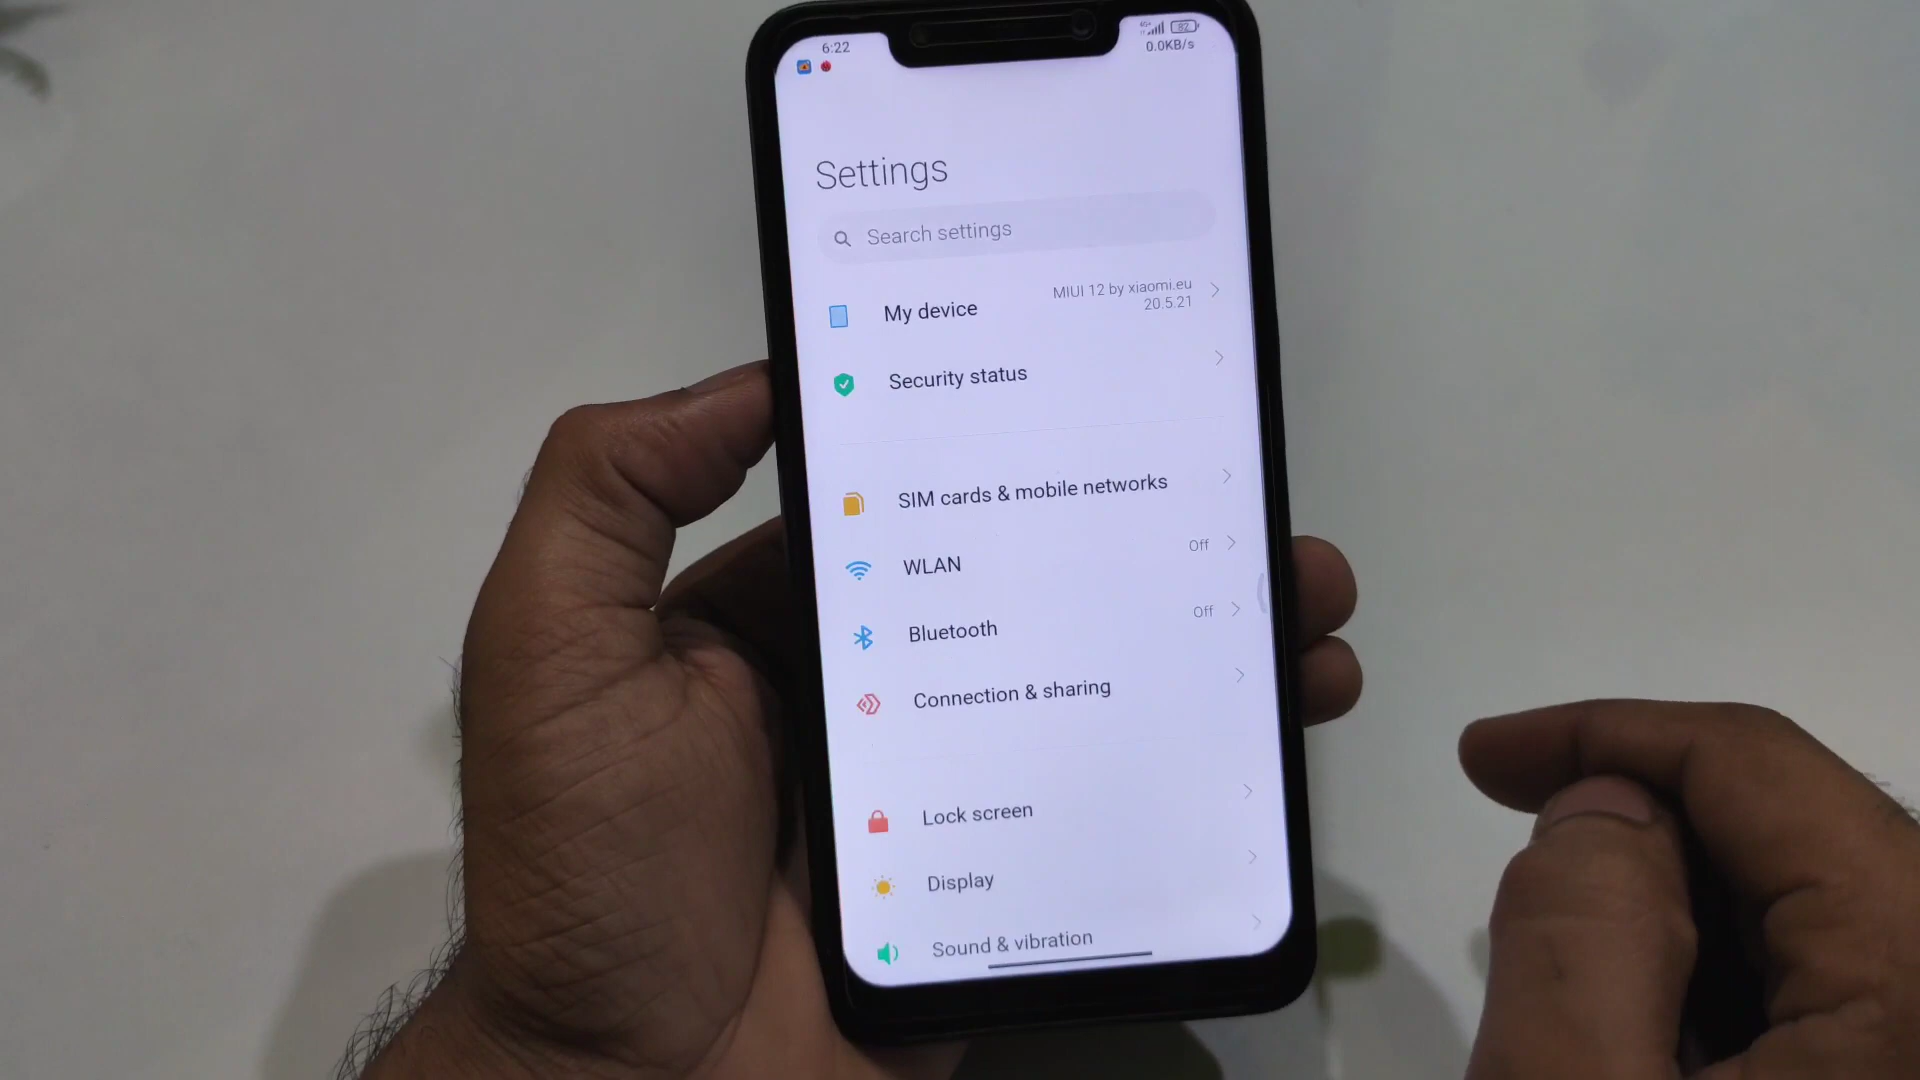 6:22
82
0.0KB/s
Settings
Search settings
My device
MIUI 12 by xiaomi.eu
20.5.21
Security status
SIM cards & mobile networks
WLAN
Off
Bluetooth
Off
Connection & sharing
Lock screen
Display
Sound & vibration